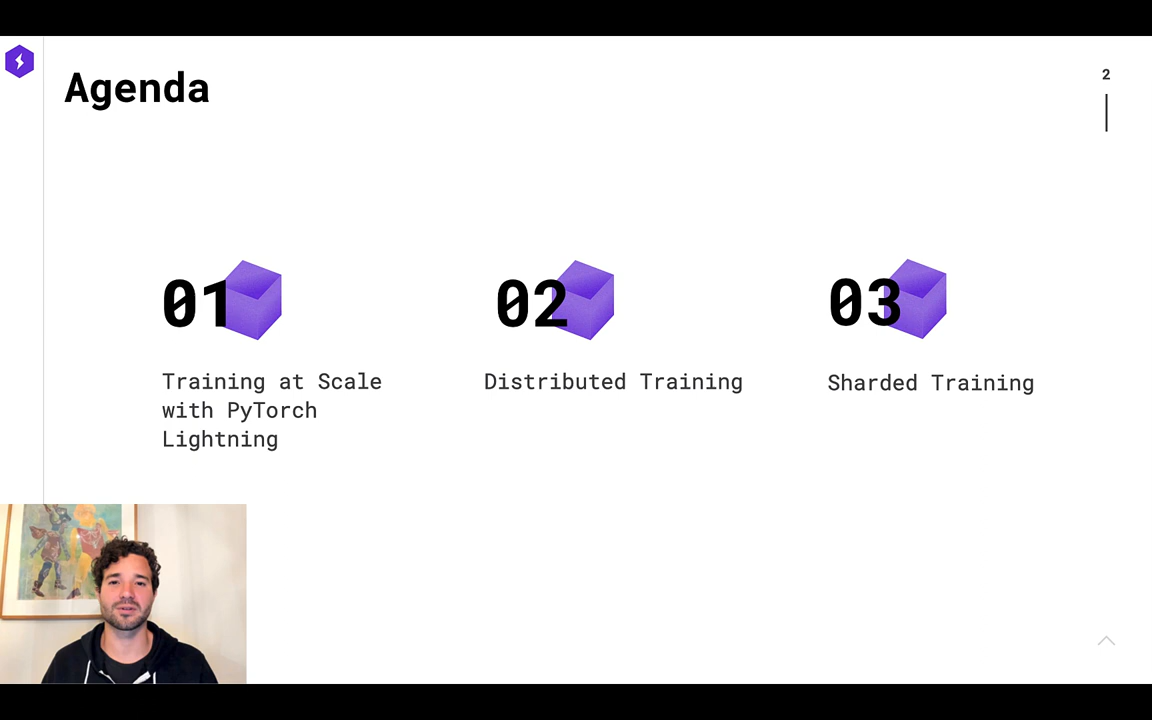 Agenda
2
01
Training at Scale
with PyTorch
Lightning
02
Distributed Training
03
Sharded Training